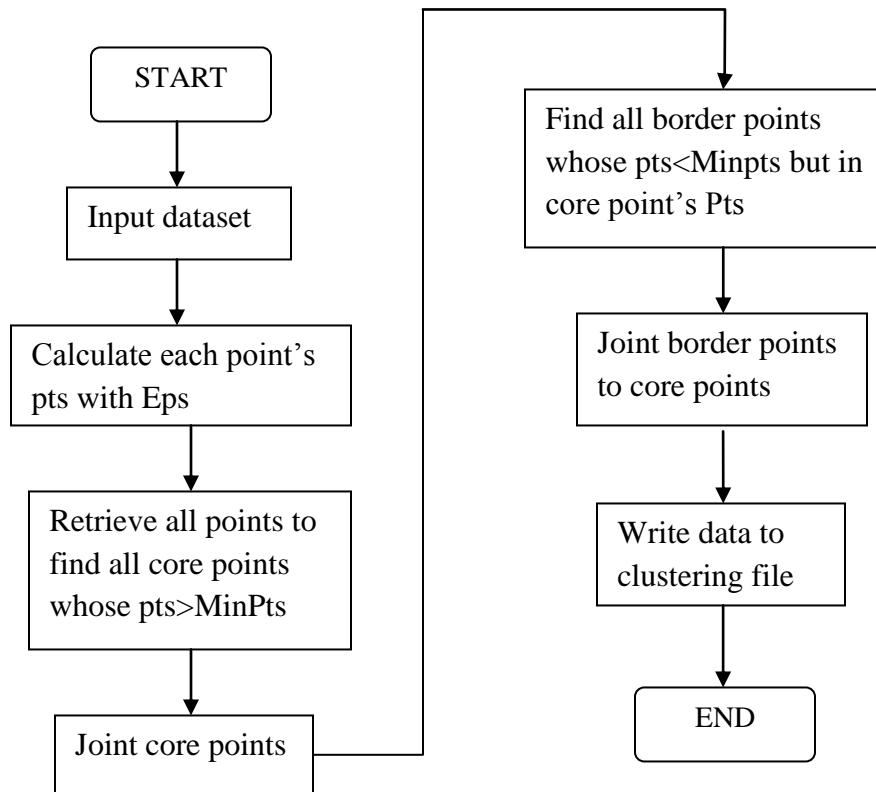 START
Input dataset
Calculate each point’s
pts with Eps
Retrieve all points to
find all core points
whose pts>MinPts
Joint core points
Find all border points
whose pts<Minpts but in
core point’s Pts
Joint border points
to core points
Write data to
clustering file
END